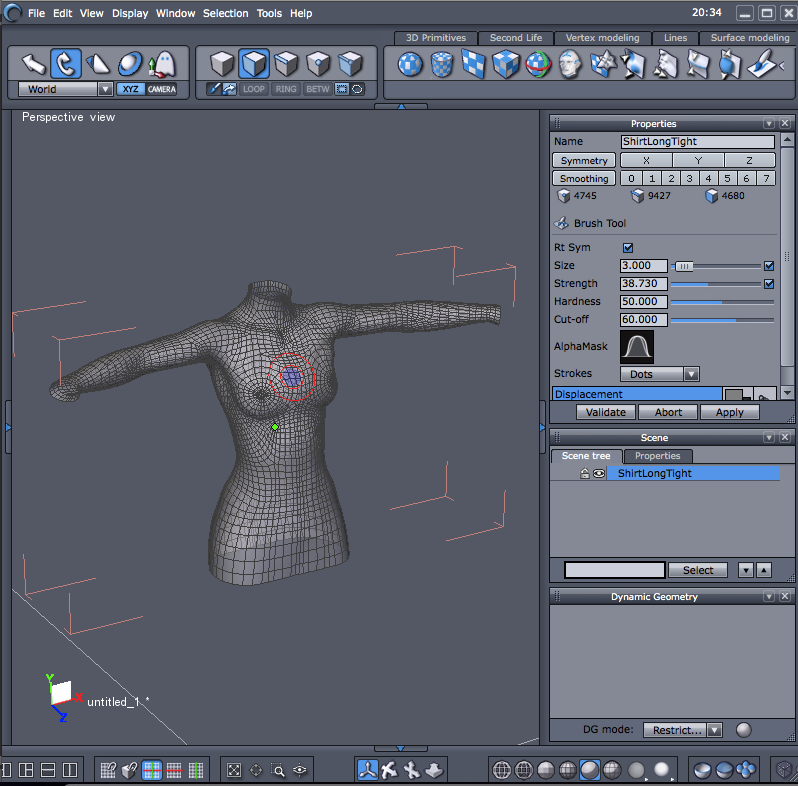 File Edit View Display Window Selection Tools Help 20:34
3D Primitives Second Life Vertex modeling Lines Surface modeling
World XYZ CAMERA LOOP RING BETW
Perspective view
Properties
Name ShirtLongTight
Symmetry X Y Z
Smoothing 0 1 2 3 4 5 6 7
4745 9427 4680
Brush Tool
Rt Sym
Size 3.000
Strength 38.730
Hardness 50.000
Cut-off 60.000
AlphaMask
Strokes Dots
Displacement
Validate Abort Apply
Scene
Scene tree Properties
ShirtLongTight
Select
Dynamic Geometry
Y
X
Z
untitled_1 *
DG mode: Restrict...